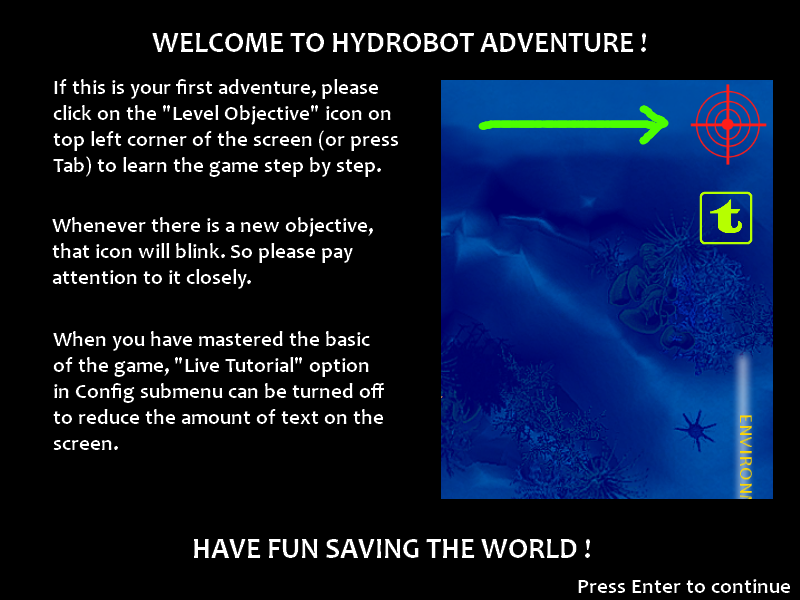 WELCOME TO HYDROBOT ADVENTURE !
If this is your first adventure, please
click on the "Level Objective" icon on
top left corner of the screen (or press
Tab) to learn the game step by step.
Whenever there is a new objective,
that icon will blink. So please pay
attention to it closely.
When you have mastered the basic
of the game, "Live Tutorial" option
in Config submenu can be turned off
to reduce the amount of text on the
screen.
t
ENVIRON
HAVE FUN SAVING THE WORLD !
Press Enter to continue